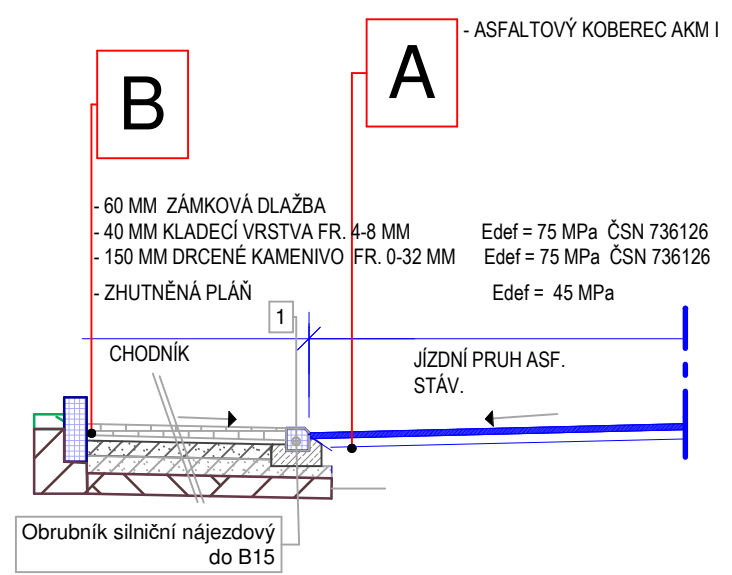 - ASFALTOVÝ KOBEREC AKM I
B
A
- 60 MM ZÁMKOVÁ DLAŽBA
- 40 MM KLADECÍ VRSTVA FR. 4-8 MM Edef = 75 MPa ČSN 736126
- 150 MM DRCENÉ KAMENIVO FR. 0-32 MM Edef = 75 MPa ČSN 736126
- ZHUTNĚNÁ PLÁŇ Edef = 45 MPa
1
CHODNÍK
JÍZDNÍ PRUH ASF.
STÁV.
Obrubník silniční nájezdový
do B15